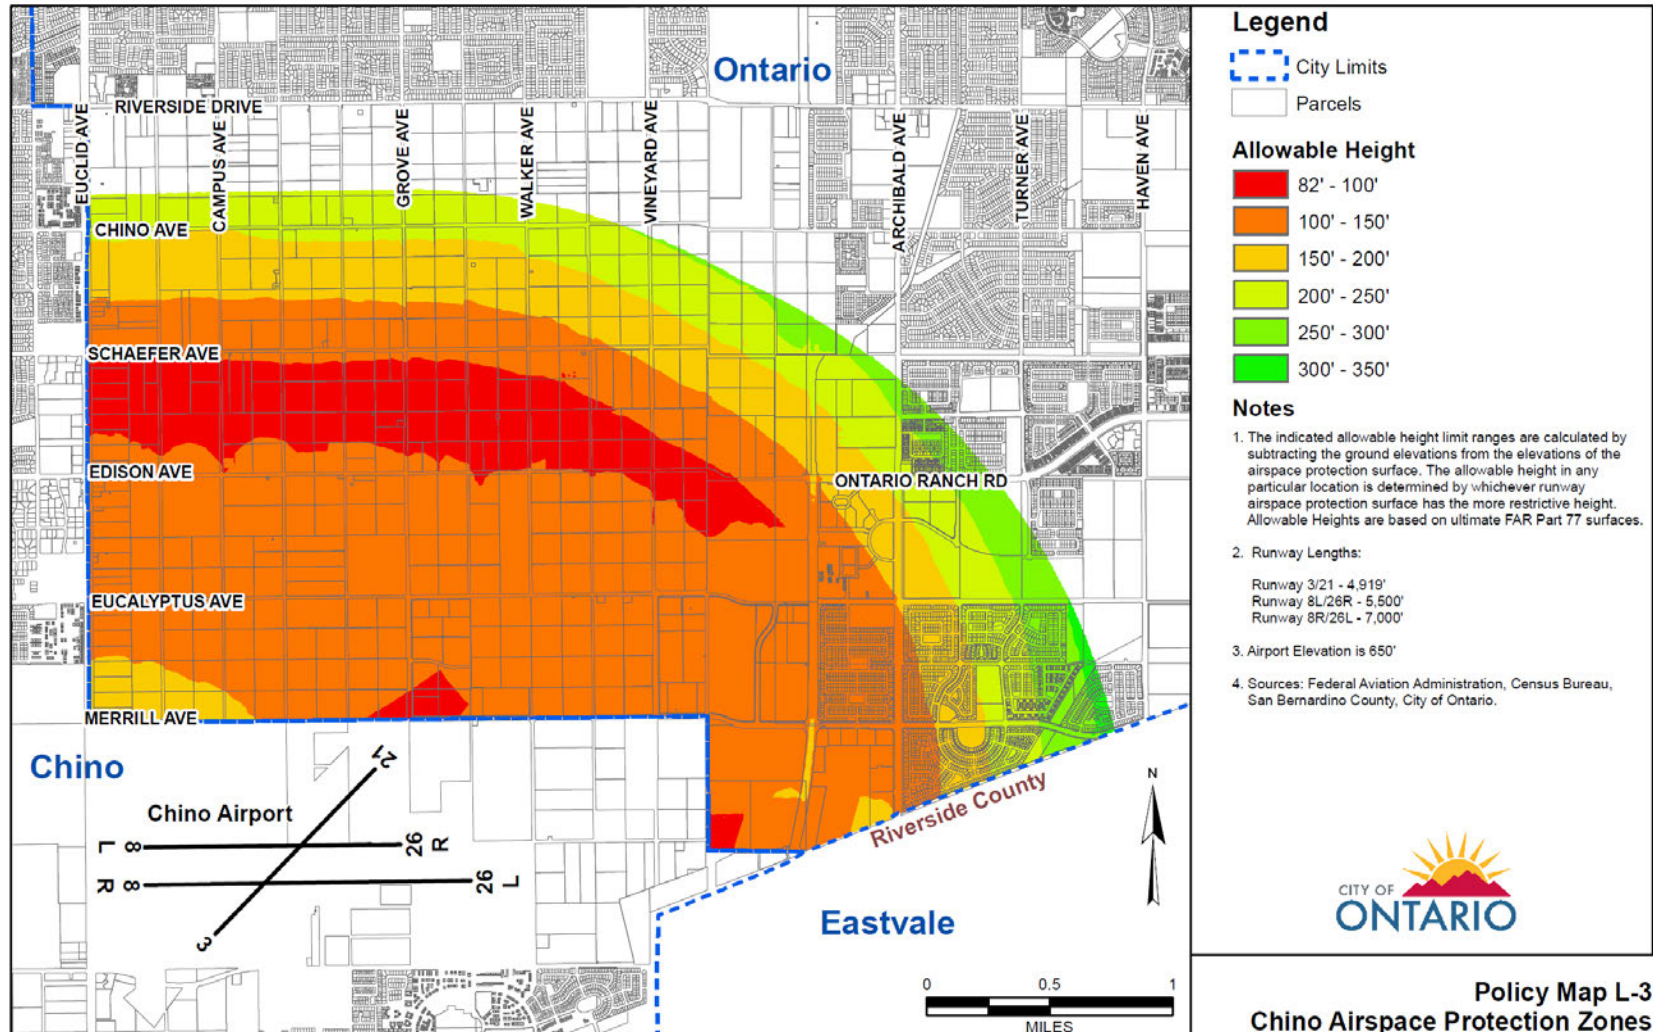 Ontario
RIVERSIDE DRIVE
EUCLID AVE
CAMPUS AVE
GROVE AVE
WALKER AVE
VINEYARD AVE
ARCHIBALD AVE
TURNER AVE
HAVEN AVE
CHINO AVE
SCHAEFER AVE
EDISON AVE
ONTARIO RANCH RD
EUCALYPTUS AVE
MERRILL AVE
Chino
21
Chino Airport
L 8
26 R
R 8
26 L
3
Riverside County
Eastvale
N
0 0.5 1
MILES
Legend
City Limits
Parcels
Allowable Height
82' - 100'
100' - 150'
150' - 200'
200' - 250'
250' - 300'
300' - 350'
Notes
1. The indicated allowable height limit ranges are calculated by
subtracting the ground elevations from the elevations of the
airspace protection surface. The allowable height in any
particular location is determined by whichever runway
airspace protection surface has the more restrictive height.
Allowable Heights are based on ultimate FAR Part 77 surfaces.
2. Runway Lengths:
Runway 3/21 - 4,919'
Runway 8L/26R - 5,500'
Runway 8R/26L - 7,000'
3. Airport Elevation is 650'
4. Sources: Federal Aviation Administration, Census Bureau,
San Bernardino County, City of Ontario.
CITY OF
ONTARIO
Policy Map L-3
Chino Airspace Protection Zones